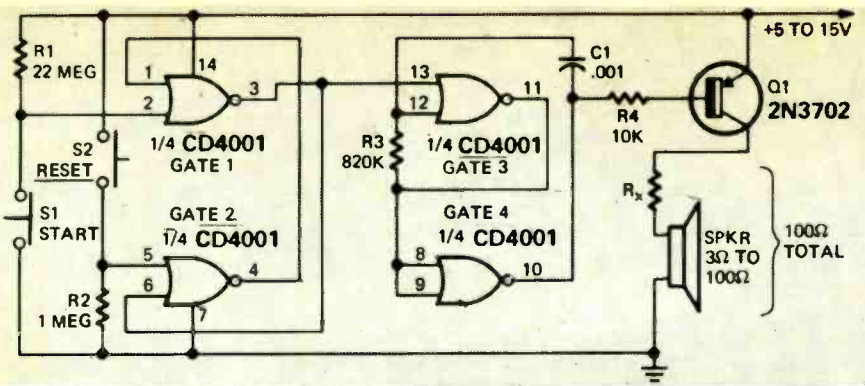 R1
22 MEG
S2
RESET
S1
START
R2
1 MEG
1
2
14
3
1/4 CD4001
GATE 1
GATE 2
1/4 CD4001
5
6
4
7
13
12
11
R3
820K
1/4 CD4001
GATE 3
GATE 4
1/4 CD4001
8
9
10
C1
.001
R4
10K
+5 TO 15V
Q1
2N3702
Rx
SPKR
3Ω TO
100Ω
100Ω
TOTAL